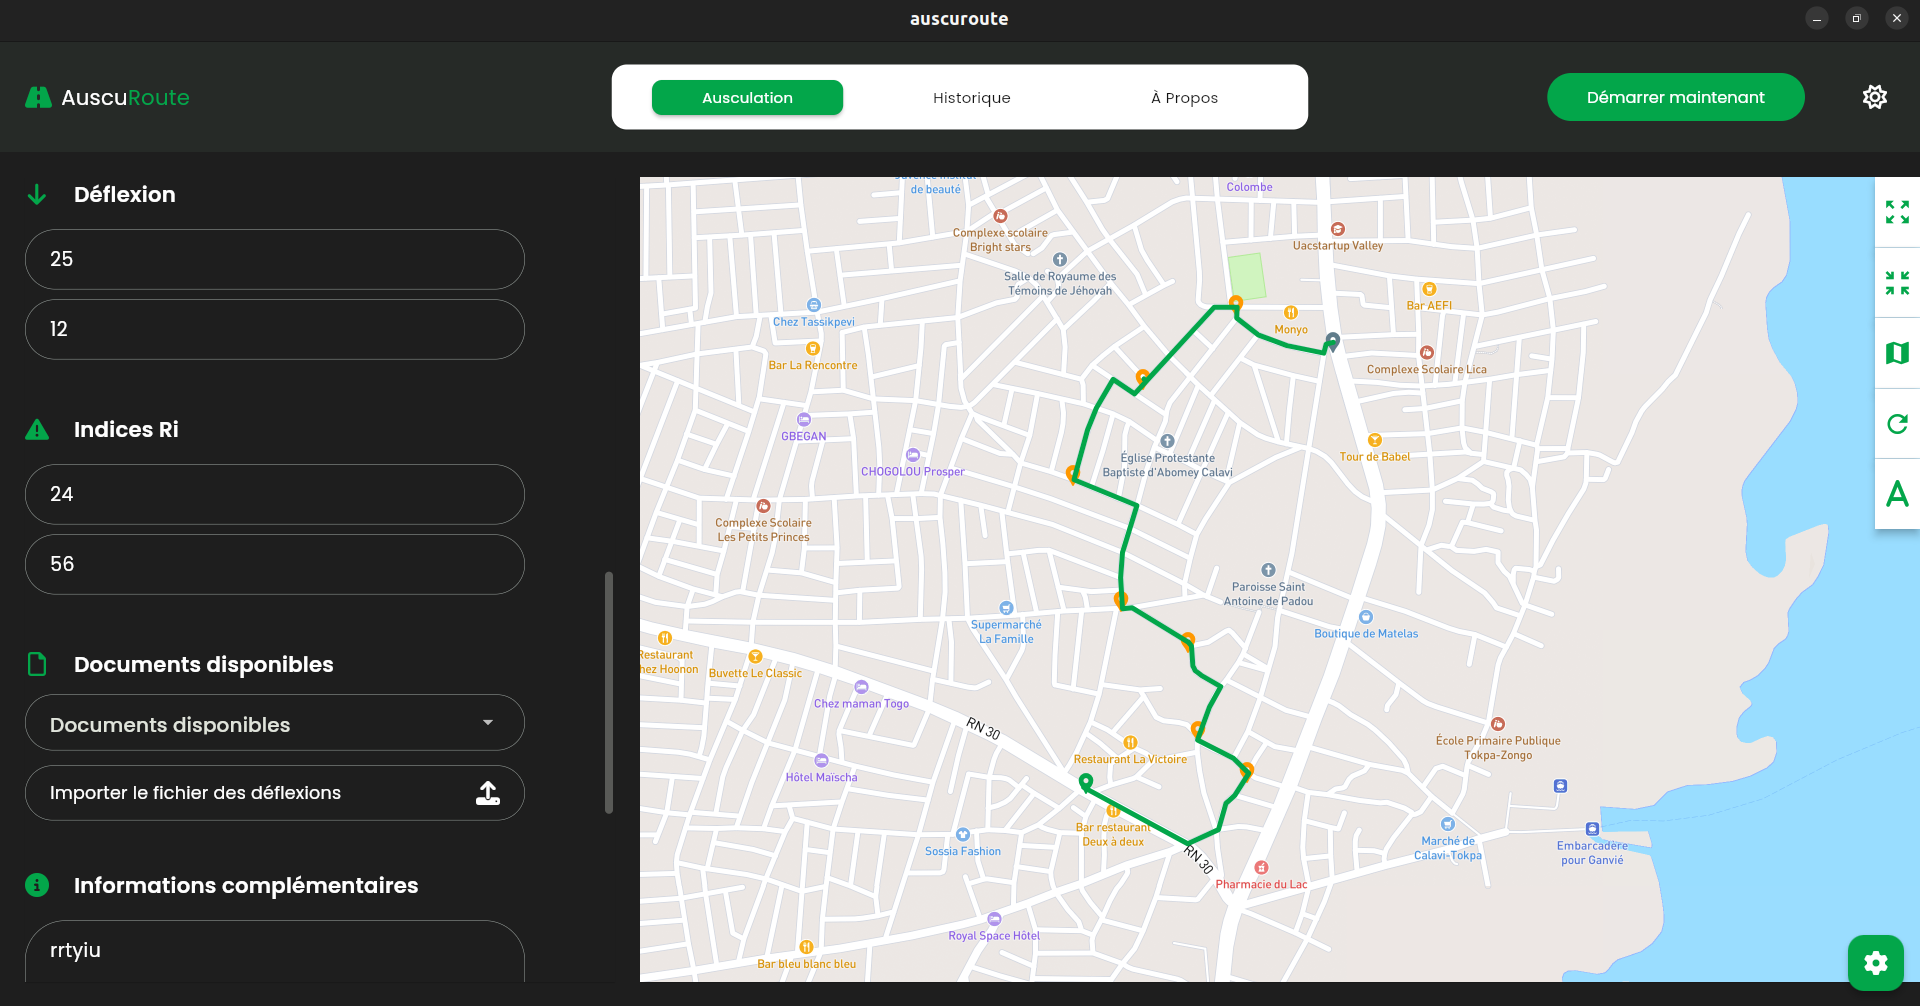 auscuroute
AuscuRoute
Ausculation
Historique
À Propos
Démarrer maintenant
Déflexion
25
12
Indices Ri
24
56
Documents disponibles
Documents disponibles
Importer le fichier des déflexions
Informations complémentaires
rrtyiu
de beauté
Colombe
Complexe scolaire
Bright stars
Uacstartup Valley
Salle de Royaume des
Témoins de Jéhovah
Chez Tassikpevi
Bar AEFI
Monyo
Bar La Rencontre
Complexe Scolaire Lica
GBEGAN
CHOGOLOU Prosper
Église Protestante
Baptiste d'Abomey Calavi
Tour de Babel
Complexe Scolaire
Les Petits Princes
Paroisse Saint
Antoine de Padou
Supermarché
La Famille
Boutique de Matelas
Restaurant
hez Hoonon
Buvette Le Classic
Chez maman Togo
RN 30
École Primaire Publique
Tokpa-Zongo
Restaurant La Victoire
Hôtel Maïscha
Bar restaurant
Deux à deux
Sossia Fashion
RN 30
Marché de
Calavi-Tokpa
Embarcadère
pour Ganvié
Pharmacie du Lac
Royal Space Hôtel
Bar bleu blanc bleu
A